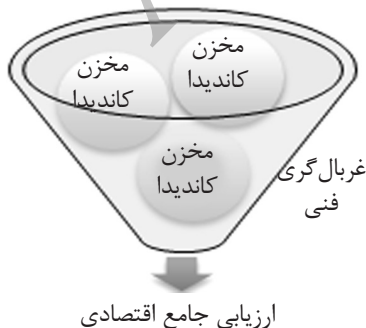 مخزن
کاندیدا
مخزن
کاندیدا
مخزن
کاندیدا
غربال‌گری
فنی
ارزیابی جامع اقتصادی